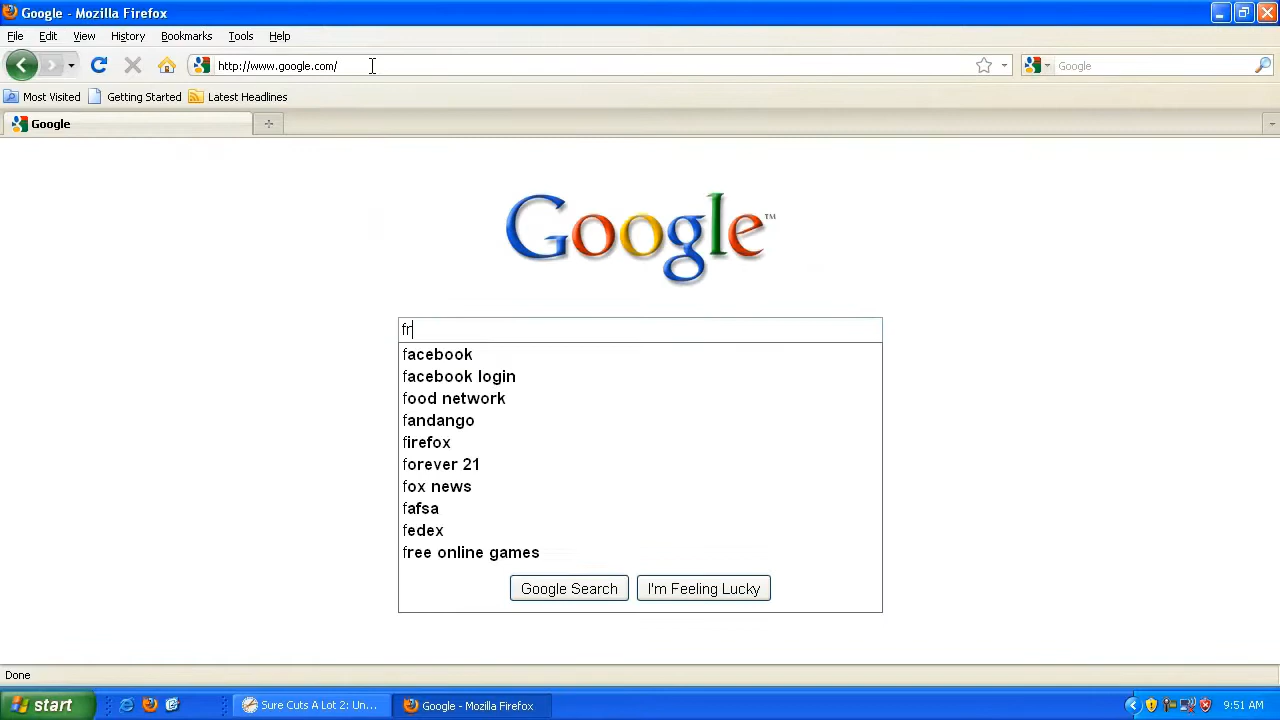 Google - Mozilla Firefox
File Edit View History Bookmarks Tools Help
http://www.google.com/ Google
Most Visited Getting Started Latest Headlines
Google
Google™
fr
facebook
facebook login
food network
fandango
firefox
forever 21
fox news
fafsa
fedex
free online games
Google Search I'm Feeling Lucky
Done
start Sure Cuts A Lot 2: Un... Google - Mozilla Firefox 9:51 AM